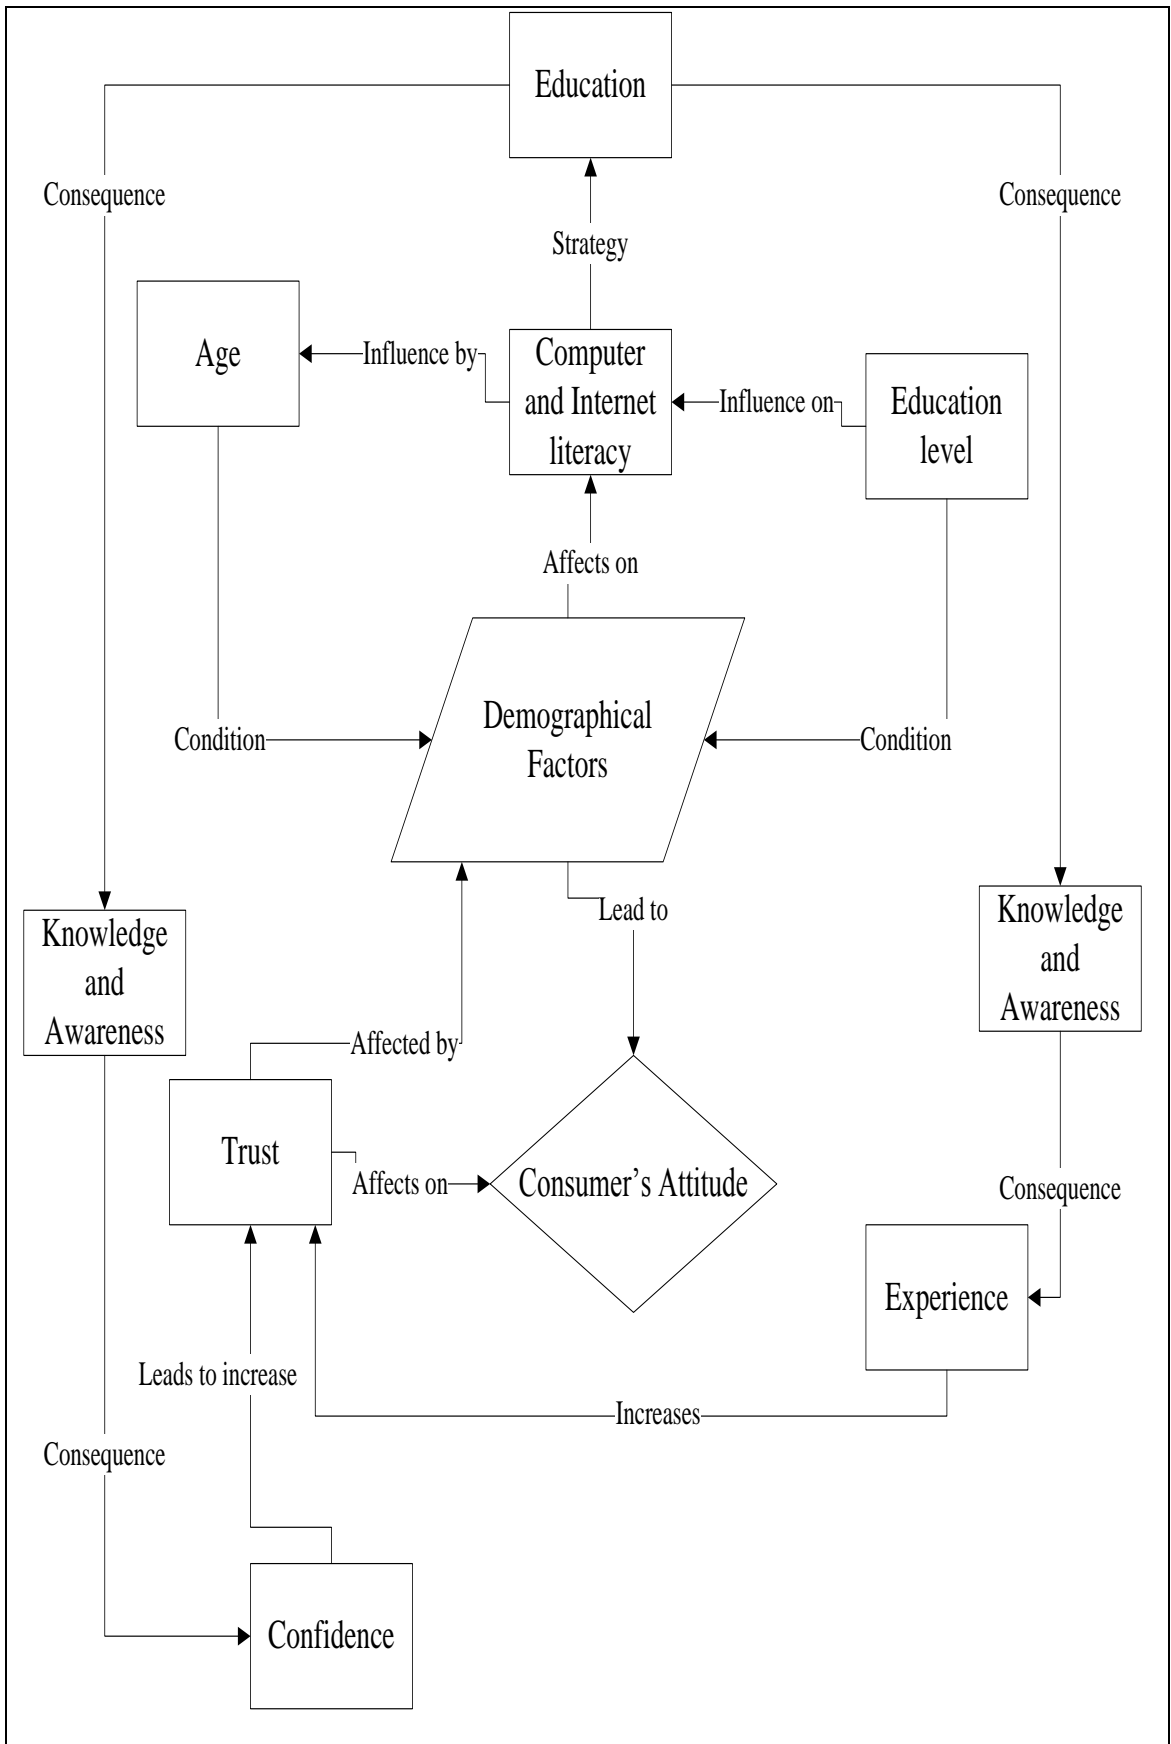 Education
Consequence
Consequence
Strategy
Age
Influence by
Computer
and Internet
literacy
Influence on
Education
level
Affects on
Demographical
Factors
Condition
Condition
Lead to
Knowledge
and
Awareness
Knowledge
and
Awareness
Affected by
Trust
Affects on
Consumer’s Attitude
Consequence
Experience
Leads to increase
Increases
Consequence
Confidence